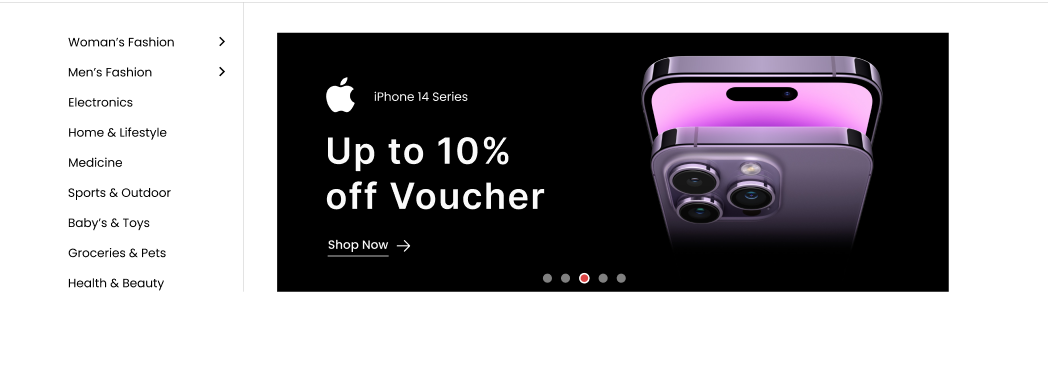 Woman’s Fashion
Men’s Fashion
Electronics
Home & Lifestyle
Medicine
Sports & Outdoor
Baby’s & Toys
Groceries & Pets
Health & Beauty
iPhone 14 Series
Up to 10%
off Voucher
Shop Now